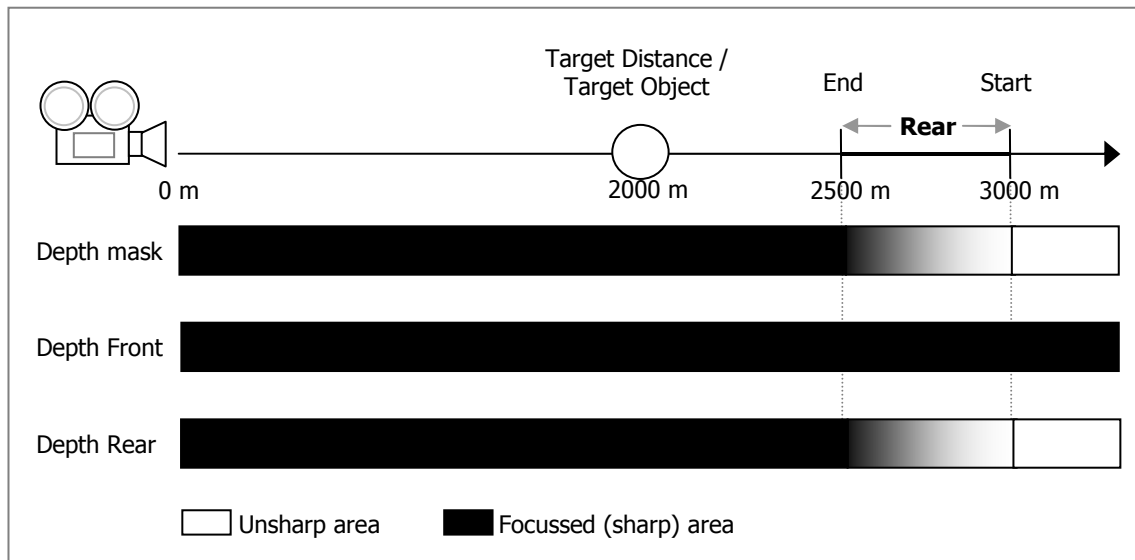 Target Distance /
Target Object
End
Start
Rear
0 m
2000 m
2500 m
3000 m
Depth mask
Depth Front
Depth Rear
Unsharp area
Focussed (sharp) area